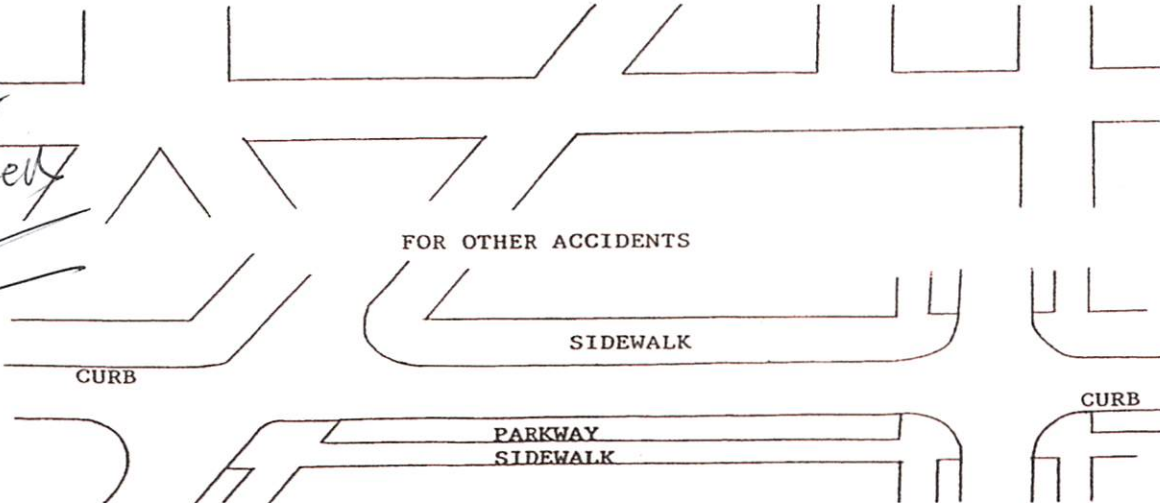 FOR OTHER ACCIDENTS
SIDEWALK
CURB
CURB
PARKWAY
SIDEWALK